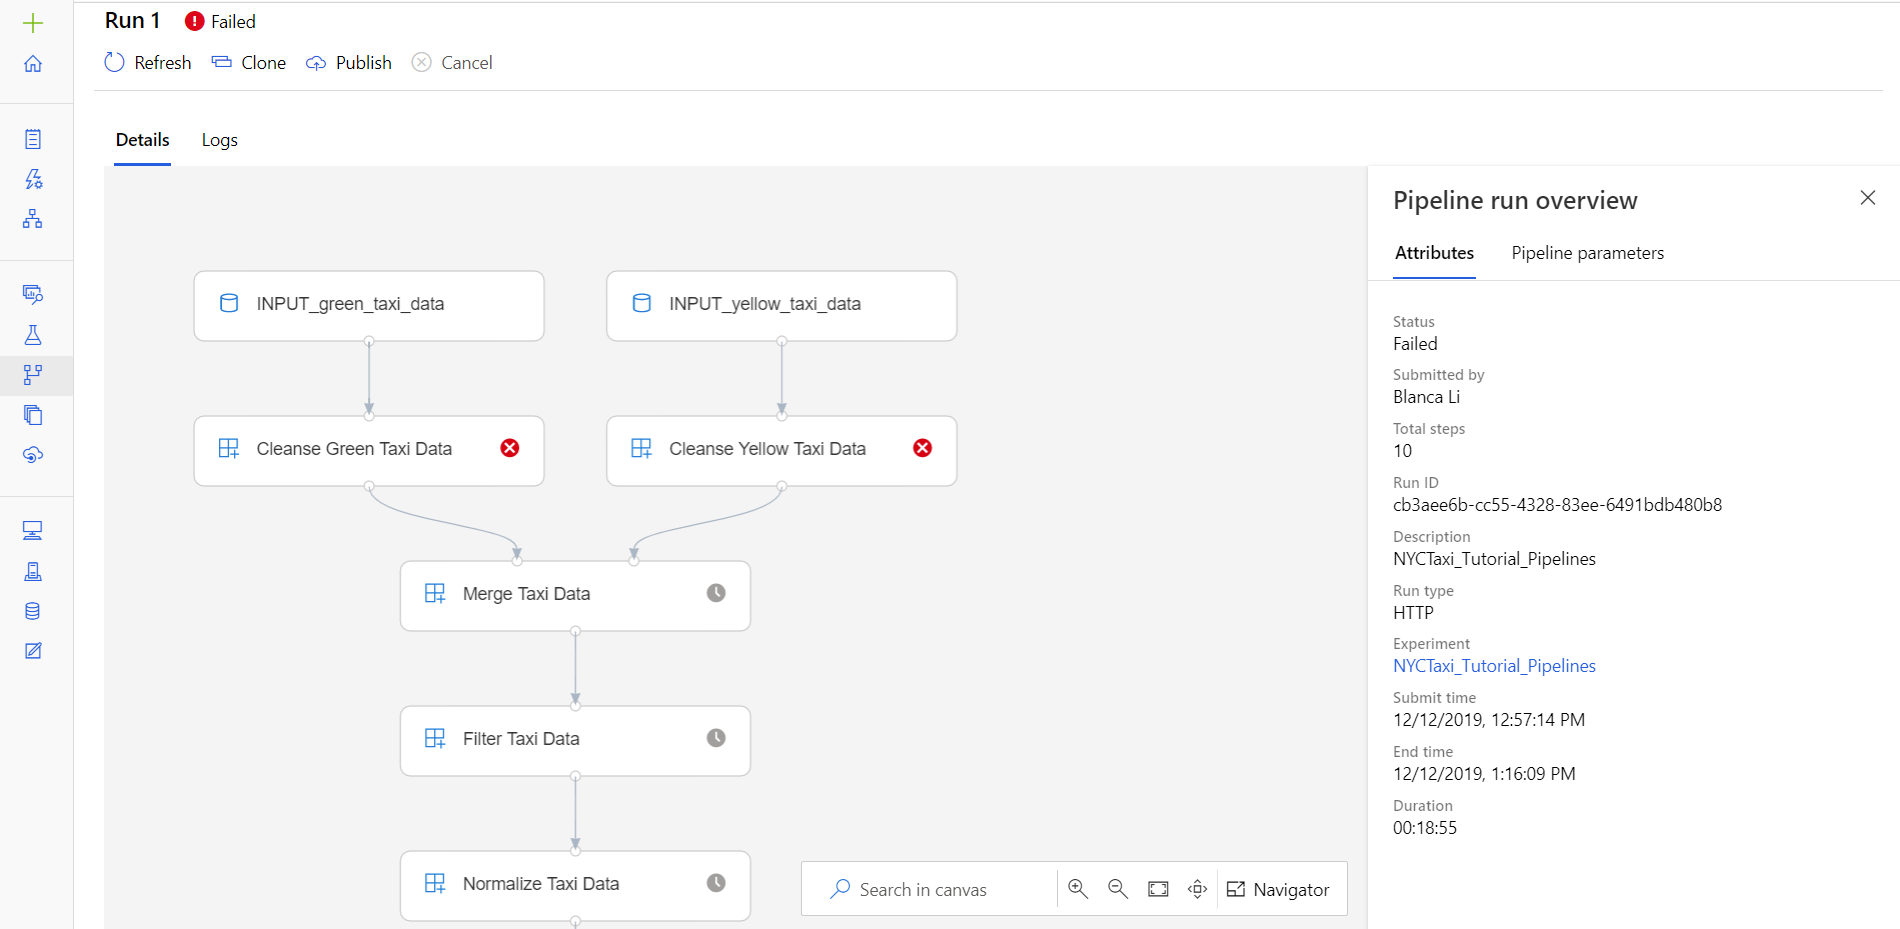 Run 1 Failed
Refresh Clone Publish Cancel
Details Logs
INPUT_green_taxi_data
INPUT_yellow_taxi_data
Cleanse Green Taxi Data
Cleanse Yellow Taxi Data
Merge Taxi Data
Filter Taxi Data
Normalize Taxi Data
Search in canvas
Navigator
Pipeline run overview
Attributes Pipeline parameters
Status
Failed
Submitted by
Blanca Li
Total steps
10
Run ID
cb3aee6b-cc55-4328-83ee-6491bdb480b8
Description
NYCTaxi_Tutorial_Pipelines
Run type
HTTP
Experiment
NYCTaxi_Tutorial_Pipelines
Submit time
12/12/2019, 12:57:14 PM
End time
12/12/2019, 1:16:09 PM
Duration
00:18:55